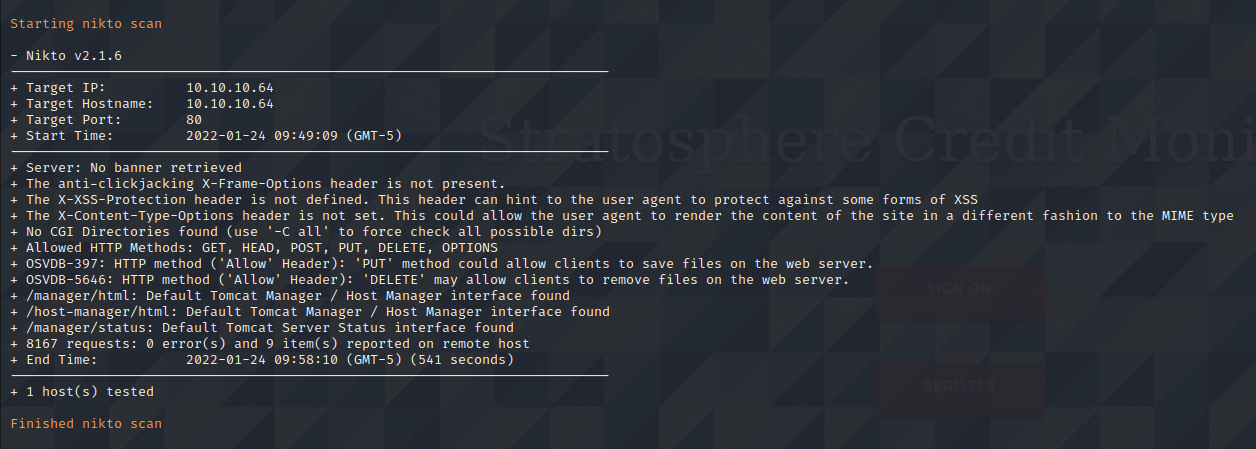 Starting nikto scan
- Nikto v2.1.6
+ Target IP: 10.10.10.64
+ Target Hostname: 10.10.10.64
+ Target Port: 80
+ Start Time: 2022-01-24 09:49:09 (GMT-5)
Stratosphere Credit Moni
+ Server: No banner retrieved
+ The anti-clickjacking X-Frame-Options header is not present.
+ The X-XSS-Protection header is not defined. This header can hint to the user agent to protect against some forms of XSS
+ The X-Content-Type-Options header is not set. This could allow the user agent to render the content of the site in a different fashion to the MIME type
+ No CGI Directories found (use '-C all' to force check all possible dirs)
+ Allowed HTTP Methods: GET, HEAD, POST, PUT, DELETE, OPTIONS
+ OSVDB-397: HTTP method ('Allow' Header): 'PUT' method could allow clients to save files on the web server.
+ OSVDB-5646: HTTP method ('Allow' Header): 'DELETE' may allow clients to remove files on the web server.
SIGN ON
+ /manager/html: Default Tomcat Manager / Host Manager interface found
+ /host-manager/html: Default Tomcat Manager / Host Manager interface found
+ /manager/status: Default Tomcat Server Status interface found
+ 8167 requests: 0 error(s) and 9 item(s) reported on remote host
+ End Time: 2022-01-24 09:58:10 (GMT-5) (541 seconds)
REGISTER
+ 1 host(s) tested
Finished nikto scan